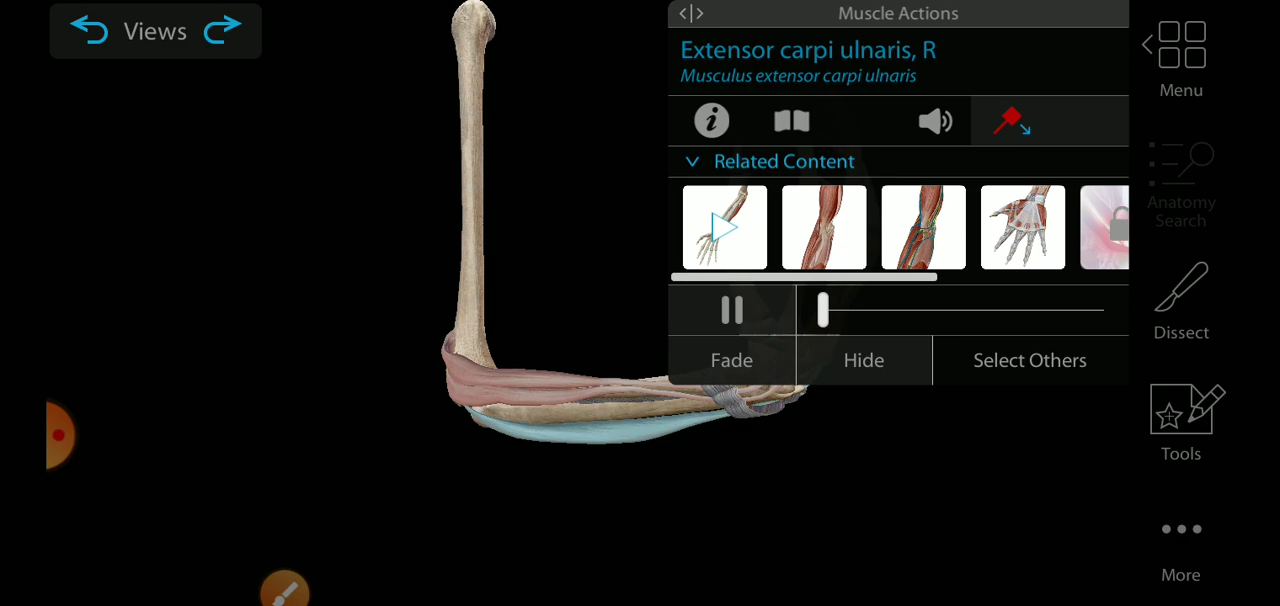 Views
Muscle Actions
Extensor carpi ulnaris, R
Musculus extensor carpi ulnaris
Related Content
Fade
Hide
Select Others
Menu
Anatomy
Search
Dissect
Tools
More